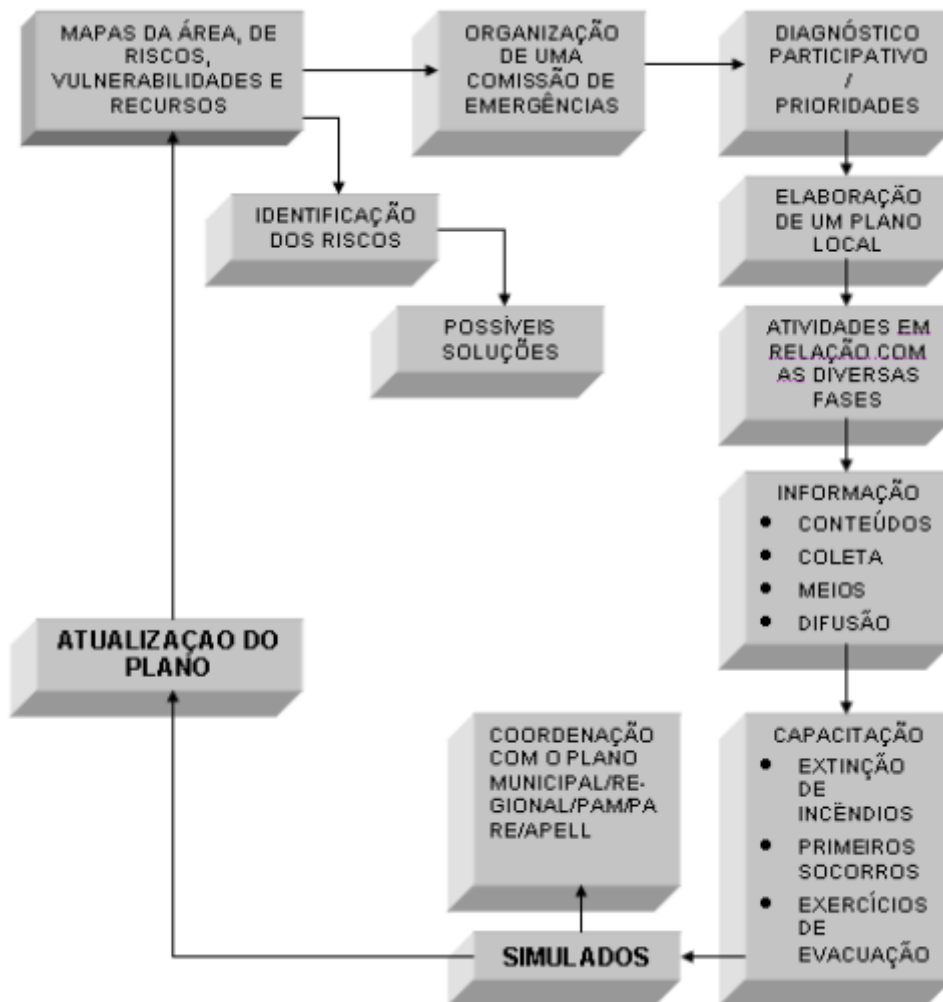 MAPAS DA ÁREA, DE
RISCOS,
VULNERABILIDADES E
RECURSOS
ORGANIZAÇÃO
DE UMA
COMISSÃO DE
EMERGÊNCIAS
DIAGNÓSTICO
PARTICIPATIVO
/
PRIORIDADES
IDENTIFICAÇÃO
DOS RISCOS
ELABORAÇÃO
DE UM PLANO
LOCAL
POSSÍVEIS
SOLUÇÕES
ATIVIDADES EM
RELAÇÃO COM
AS DIVERSAS
FASES
INFORMAÇÃO
• CONTEÚDOS
• COLETA
• MEIOS
• DIFUSÃO
ATUALIZAÇAO DO
PLANO
COORDENAÇÃO
COM O PLANO
MUNICIPAL/RE-
GIONAL/PAM/PA
RE/APELL
CAPACITAÇÃO
• EXTINÇÃO
DE
INCÊNDIOS
• PRIMEIROS
SOCORROS
• EXERCÍCIOS
DE
EVACUAÇÃO
SIMULADOS